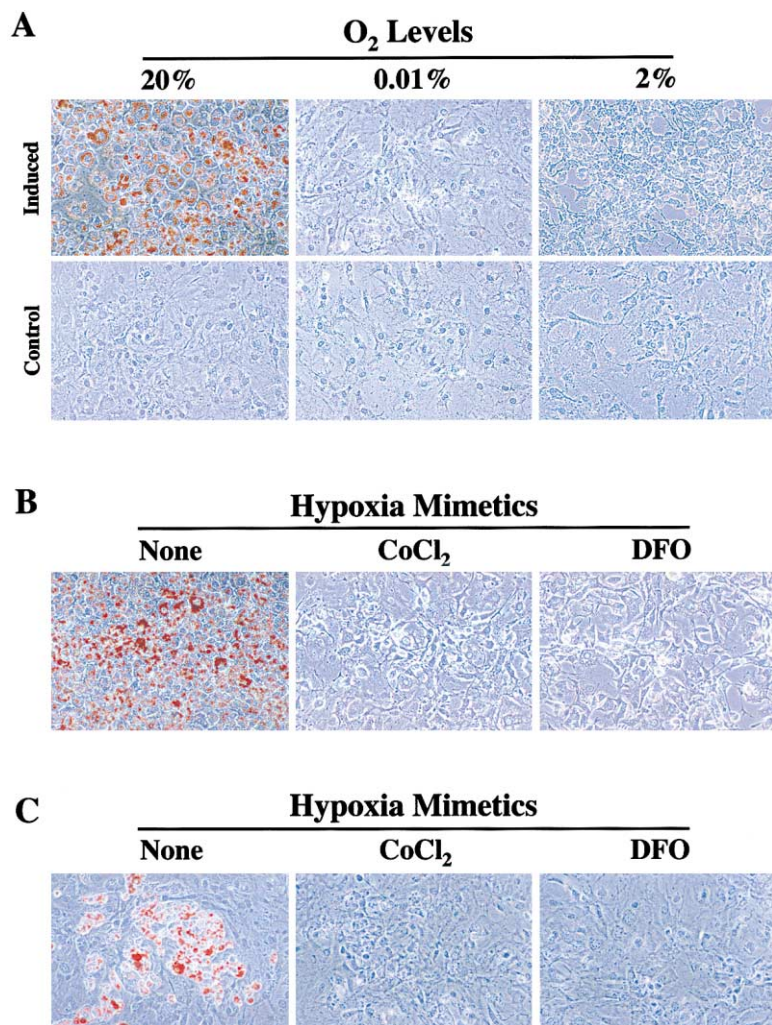 A
O₂ Levels
20% 0.01% 2%
Induced
Control
B
Hypoxia Mimetics
None CoCl₂ DFO
C
Hypoxia Mimetics
None CoCl₂ DFO